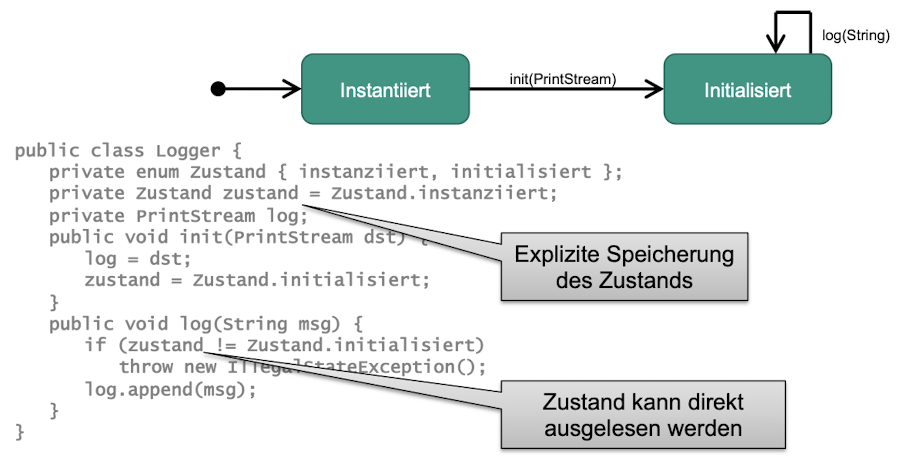 log(String)
Instantiiert
init(PrintStream)
Initialisiert
public class Logger {
private enum Zustand { instanziiert, initialisiert };
private Zustand zustand = Zustand.instanziiert;
private PrintStream log;
public void init(PrintStream dst) {
log = dst;
zustand = Zustand.initialisiert;
}
public void log(String msg) {
if (zustand != Zustand.initialisiert)
throw new IllegalStateException();
log.append(msg);
}
}
Explizite Speicherung
des Zustands
Zustand kann direkt
ausgelesen werden